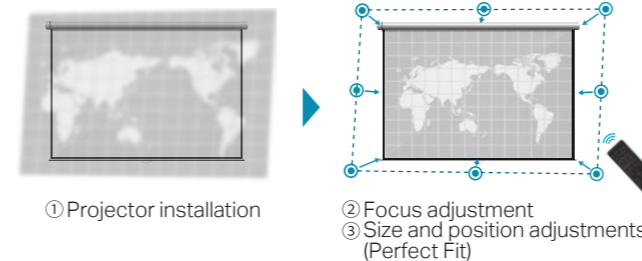 ① Projector installation
② Focus adjustment
③ Size and position adjustments
(Perfect Fit)